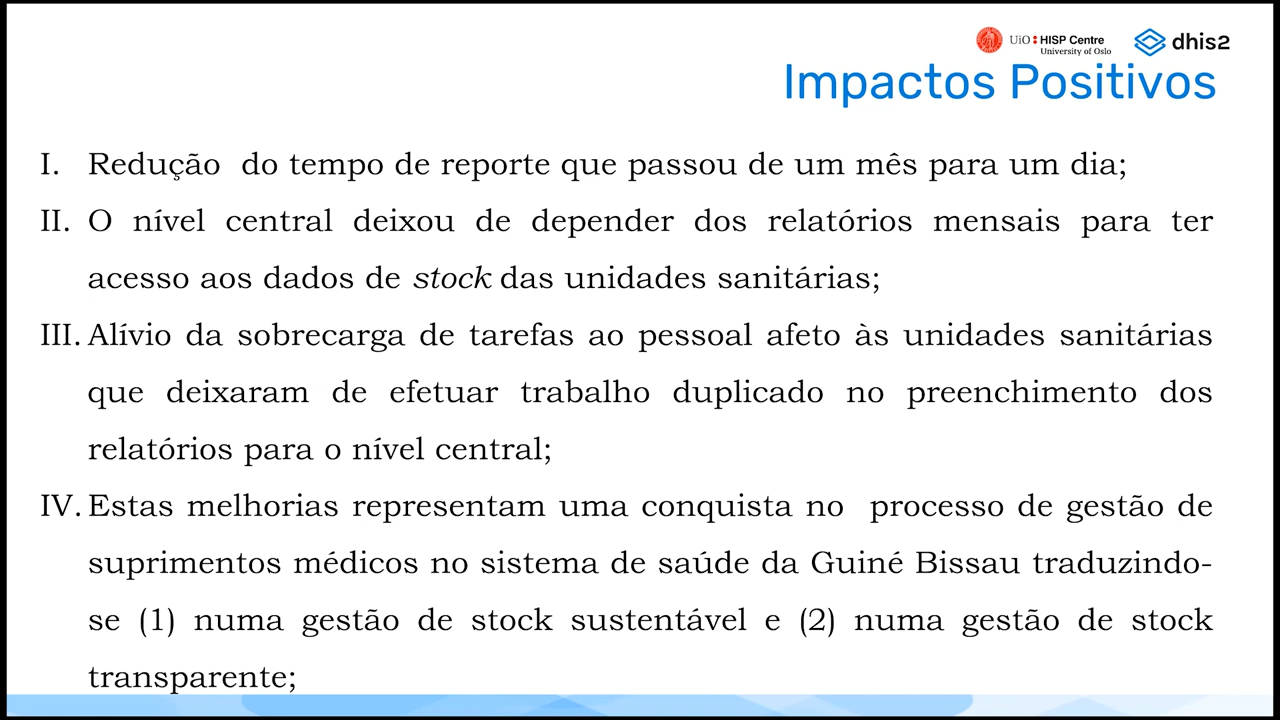 UiO HISP Centre
University of Oslo
dhis2
Impactos Positivos
I. Redução do tempo de reporte que passou de um mês para um dia;
II. O nível central deixou de depender dos relatórios mensais para ter
acesso aos dados de stock das unidades sanitárias;
III. Alívio da sobrecarga de tarefas ao pessoal afeto às unidades sanitárias
que deixaram de efetuar trabalho duplicado no preenchimento dos
relatórios para o nível central;
IV. Estas melhorias representam uma conquista no processo de gestão de
suprimentos médicos no sistema de saúde da Guiné Bissau traduzindo-
se (1) numa gestão de stock sustentável e (2) numa gestão de stock
transparente;